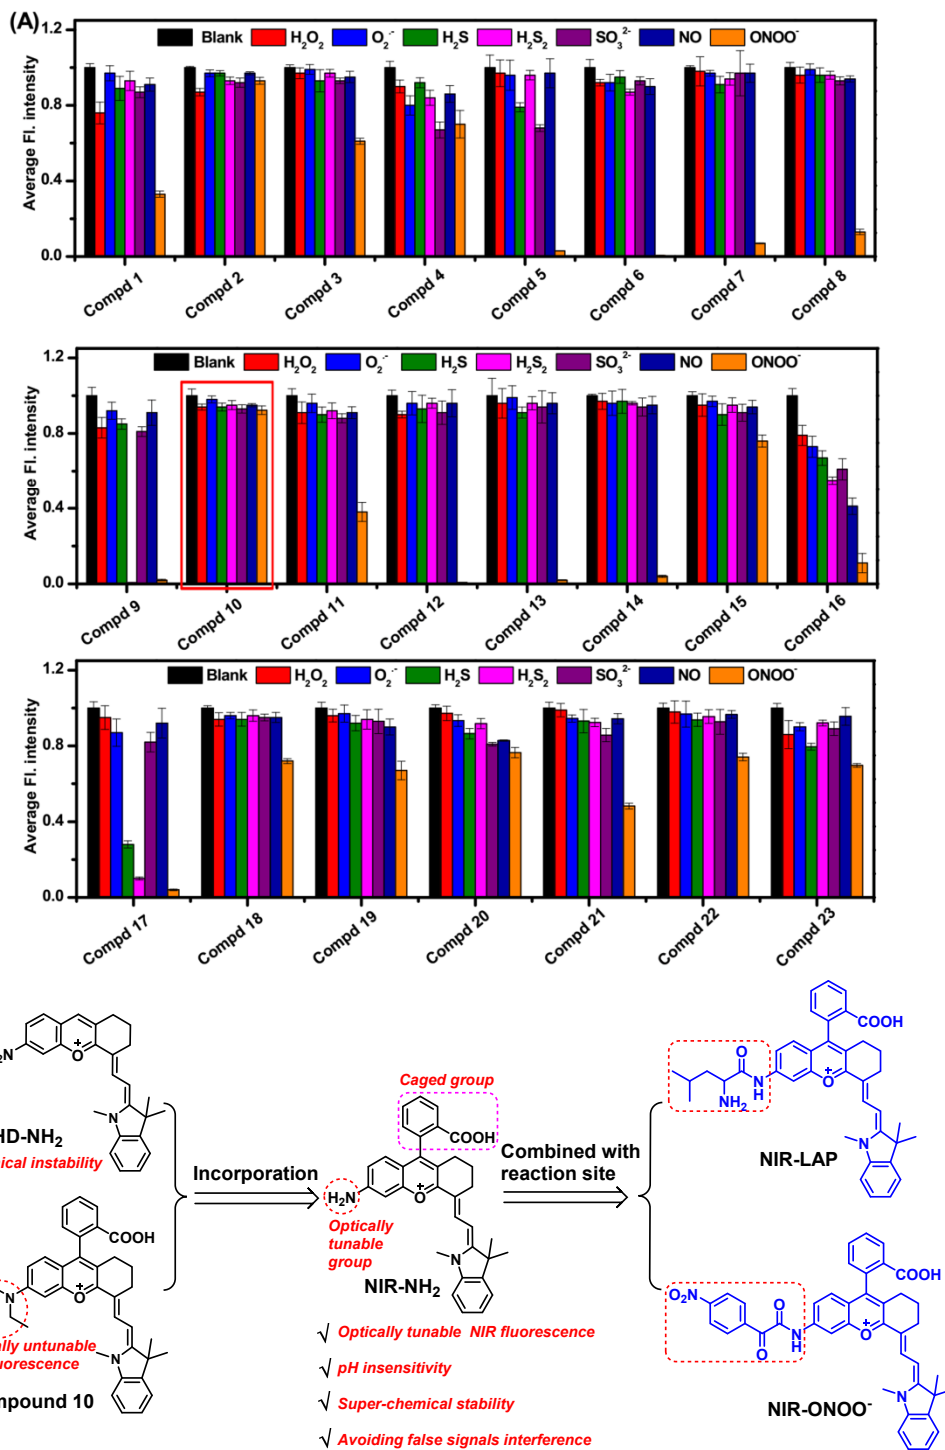 (A)
Blank H₂O₂ O₂·⁻ H₂S H₂S₂ SO₃²⁻ NO ONOO⁻
Average Fl. intensity
1.2
0.8
0.4
0.0
Compd 1 Compd 2 Compd 3 Compd 4 Compd 5 Compd 6 Compd 7 Compd 8
Blank H₂O₂ O₂·⁻ H₂S H₂S₂ SO₃²⁻ NO ONOO⁻
Average Fl. intensity
1.2
0.8
0.4
0.0
Compd 9 Compd 10 Compd 11 Compd 12 Compd 13 Compd 14 Compd 15 Compd 16
Blank H₂O₂ O₂·⁻ H₂S H₂S₂ SO₃²⁻ NO ONOO⁻
Average Fl. intensity
1.2
0.8
0.4
0.0
Compd 17 Compd 18 Compd 19 Compd 20 Compd 21 Compd 22 Compd 23
₂N
O
+
N
HD-NH₂
ical instability
COOH
N
O
+
N
ally untunable
uorescence
mpound 10
Incorporation
Caged group
COOH
H₂N
O
+
Optically
tunable
group
N
NIR-NH₂
√ Optically tunable NIR fluorescence
√ pH insensitivity
√ Super-chemical stability
√ Avoiding false signals interference
Combined with
reaction site
COOH
O
N
H
NH₂
O
+
N
NIR-LAP
COOH
O₂N
O
O
N
H
O
+
N
NIR-ONOO⁻